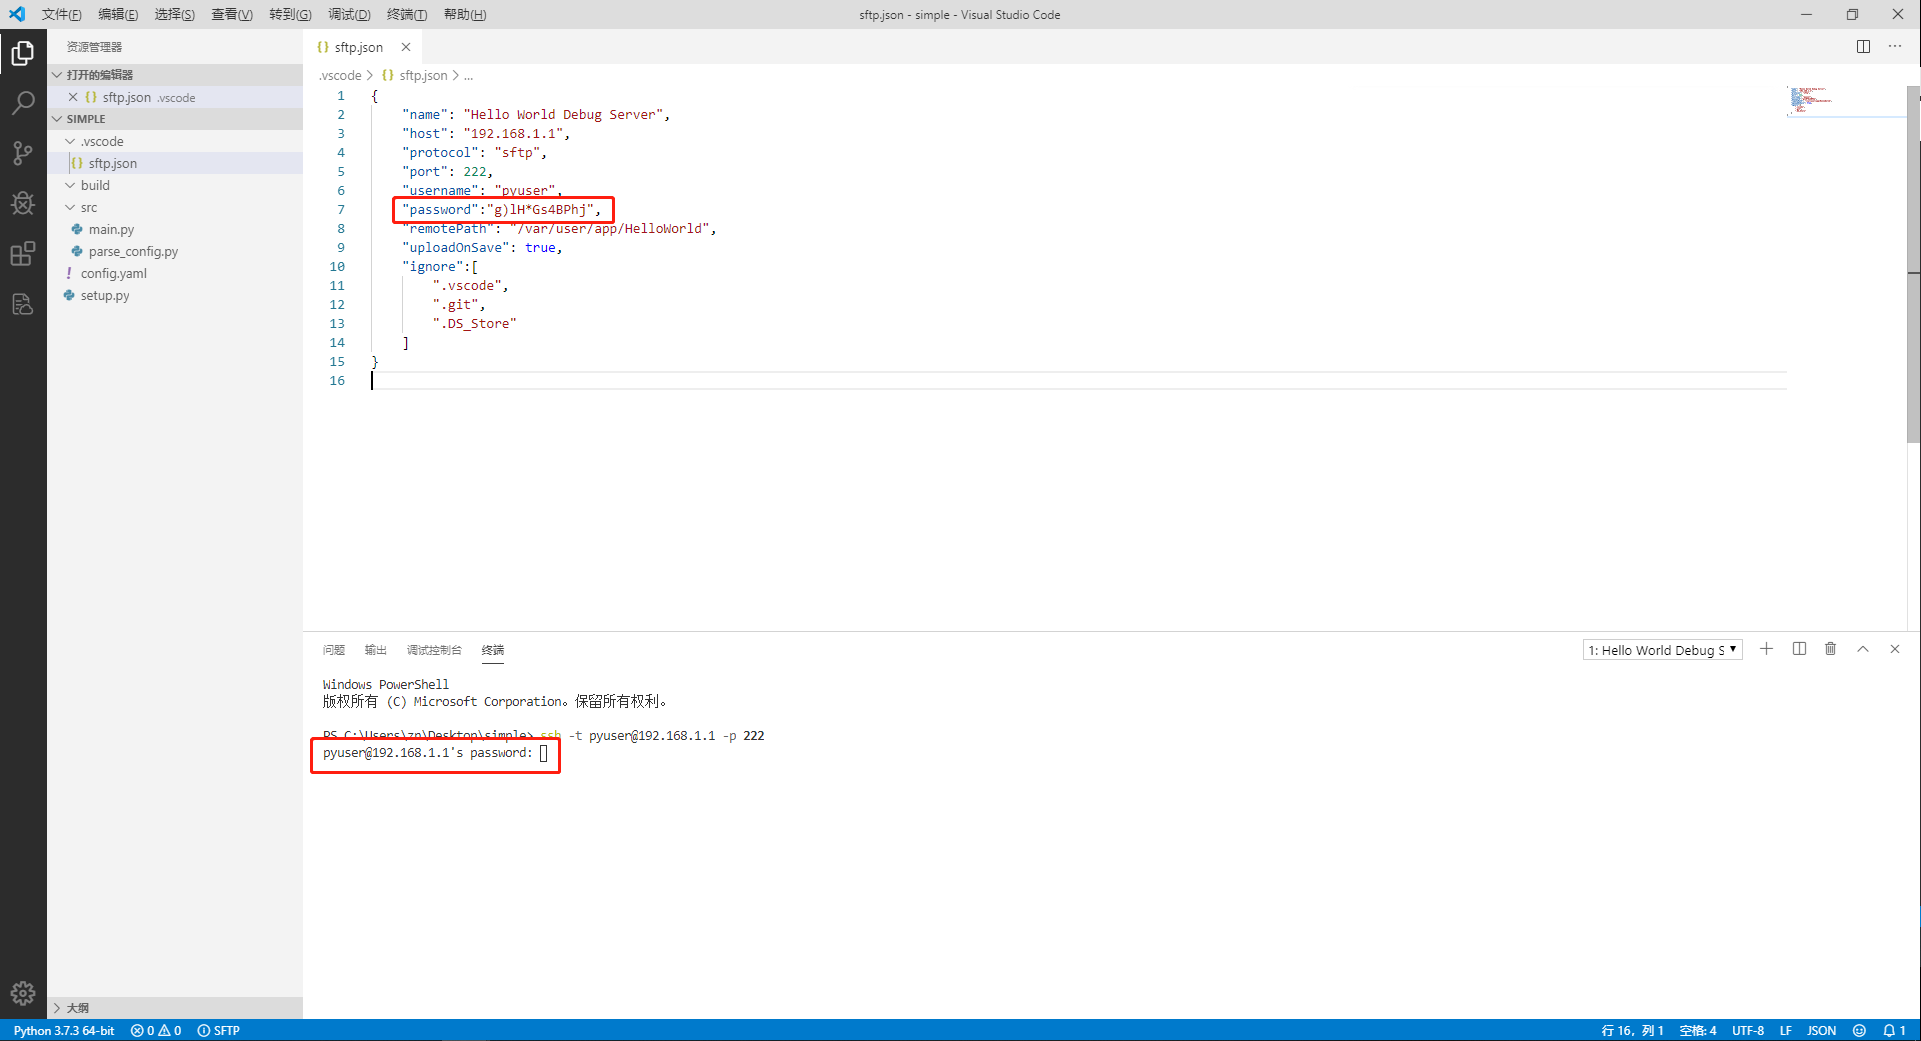 文件(F) 编辑(E) 选择(S) 查看(V) 转到(G) 调试(D) 终端(T) 帮助(H) sftp.json - simple - Visual Studio Code
资源管理器
打开的编辑器
sftp.json .vscode
SIMPLE
.vscode
sftp.json
build
src
main.py
parse_config.py
config.yaml
setup.py
大纲
sftp.json
.vscode > sftp.json > ...
1 {
2 "name": "Hello World Debug Server",
3 "host": "192.168.1.1",
4 "protocol": "sftp",
5 "port": 222,
6 "username": "pyuser",
7 "password":"g)lH*Gs4BPhj",
8 "remotePath": "/var/user/app/HelloWorld",
9 "uploadOnSave": true,
10 "ignore":[
11 ".vscode",
12 ".git",
13 ".DS_Store"
14 ]
15 }
16
问题 输出 调试控制台 终端 1: Hello World Debug S
Windows PowerShell
版权所有 (C) Microsoft Corporation。保留所有权利。
PS C:\Users\zp\Desktop\simple> ssh -t pyuser@192.168.1.1 -p 222
pyuser@192.168.1.1's password:
Python 3.7.3 64-bit 0 0 SFTP 行 16，列 1 空格: 4 UTF-8 LF JSON 1